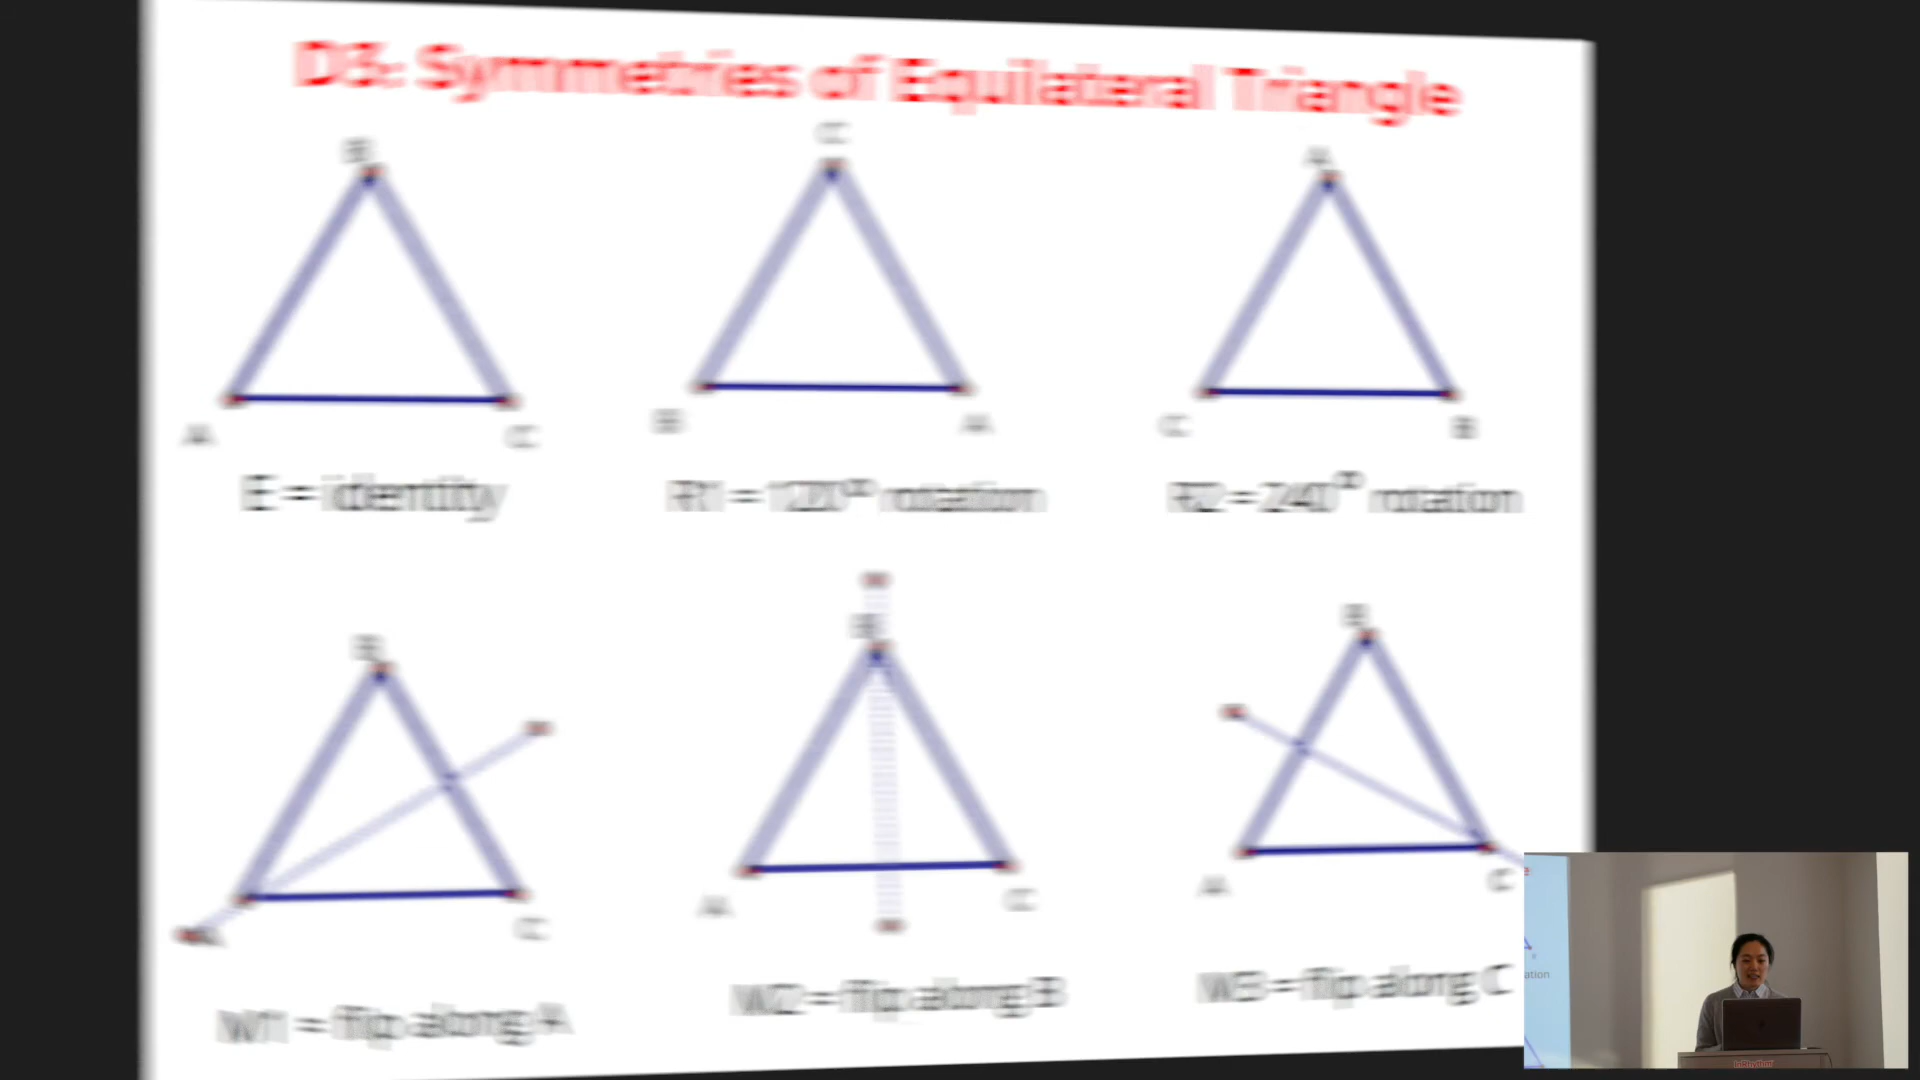 D3: Symmetries of Equilateral Triangle
B
C
A
A
C
B
A
C
B
E = identity
R1 = 120° rotation
R2 = 240° rotation
B
B
B
A
C
A
C
A
C
W1 = flip along A
W2 = flip along B
W3 = flip along C
ation